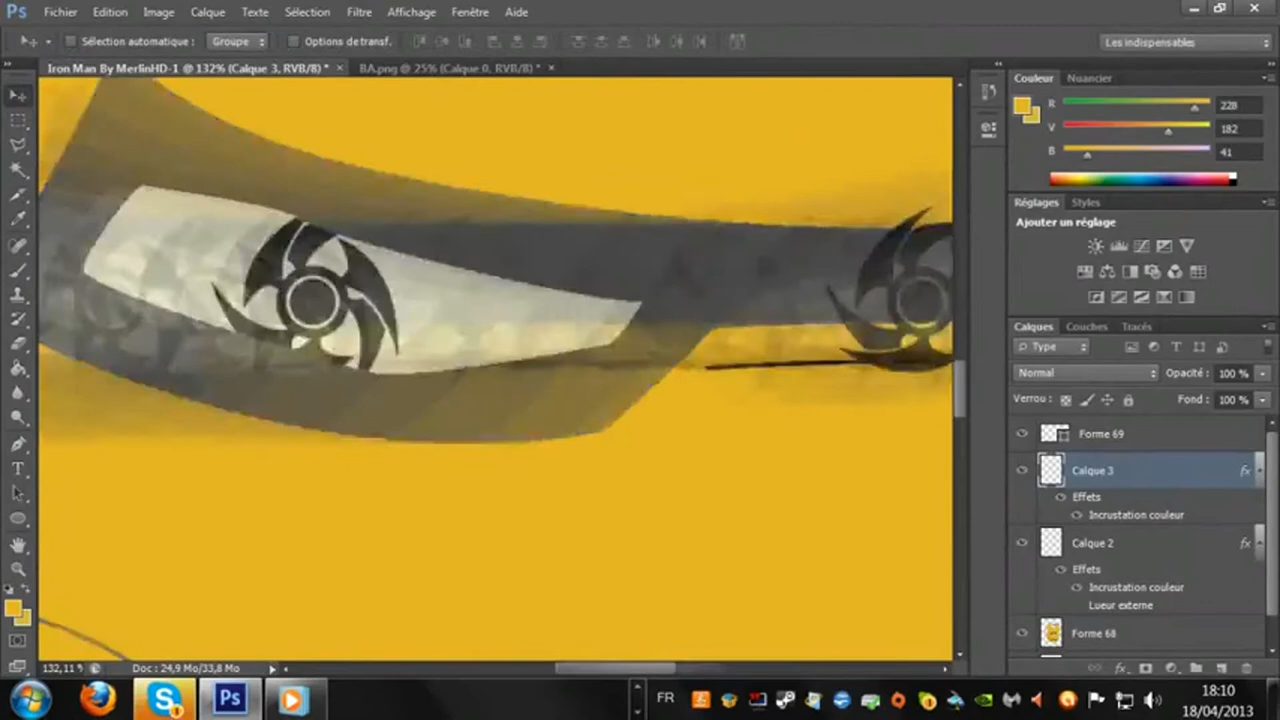 Ps Fichier Edition Image Calque Texte Sélection Filtre Affichage Fenêtre Aide
Sélection automatique : Groupe Options de transf. Les indispensables
Iron Man By MerlinHD-1 @ 132% (Calque 3, RVB/8) * × BA.png @ 25% (Calque 0, RVB/8) * ×
Couleur Nuancier
R 228
V 182
B 41
Réglages Styles
Ajouter un réglage
Calques Couches Tracés
Type
Normal Opacité : 100 %
Verrou : Fond : 100 %
Forme 69
Calque 3 fx
Effets
Incrustation couleur
Calque 2 fx
Effets
Incrustation couleur
Lueur externe
Forme 68
132,11 % Doc : 24,9 Mo/33,8 Mo
Ps FR 18:10
18/04/2013